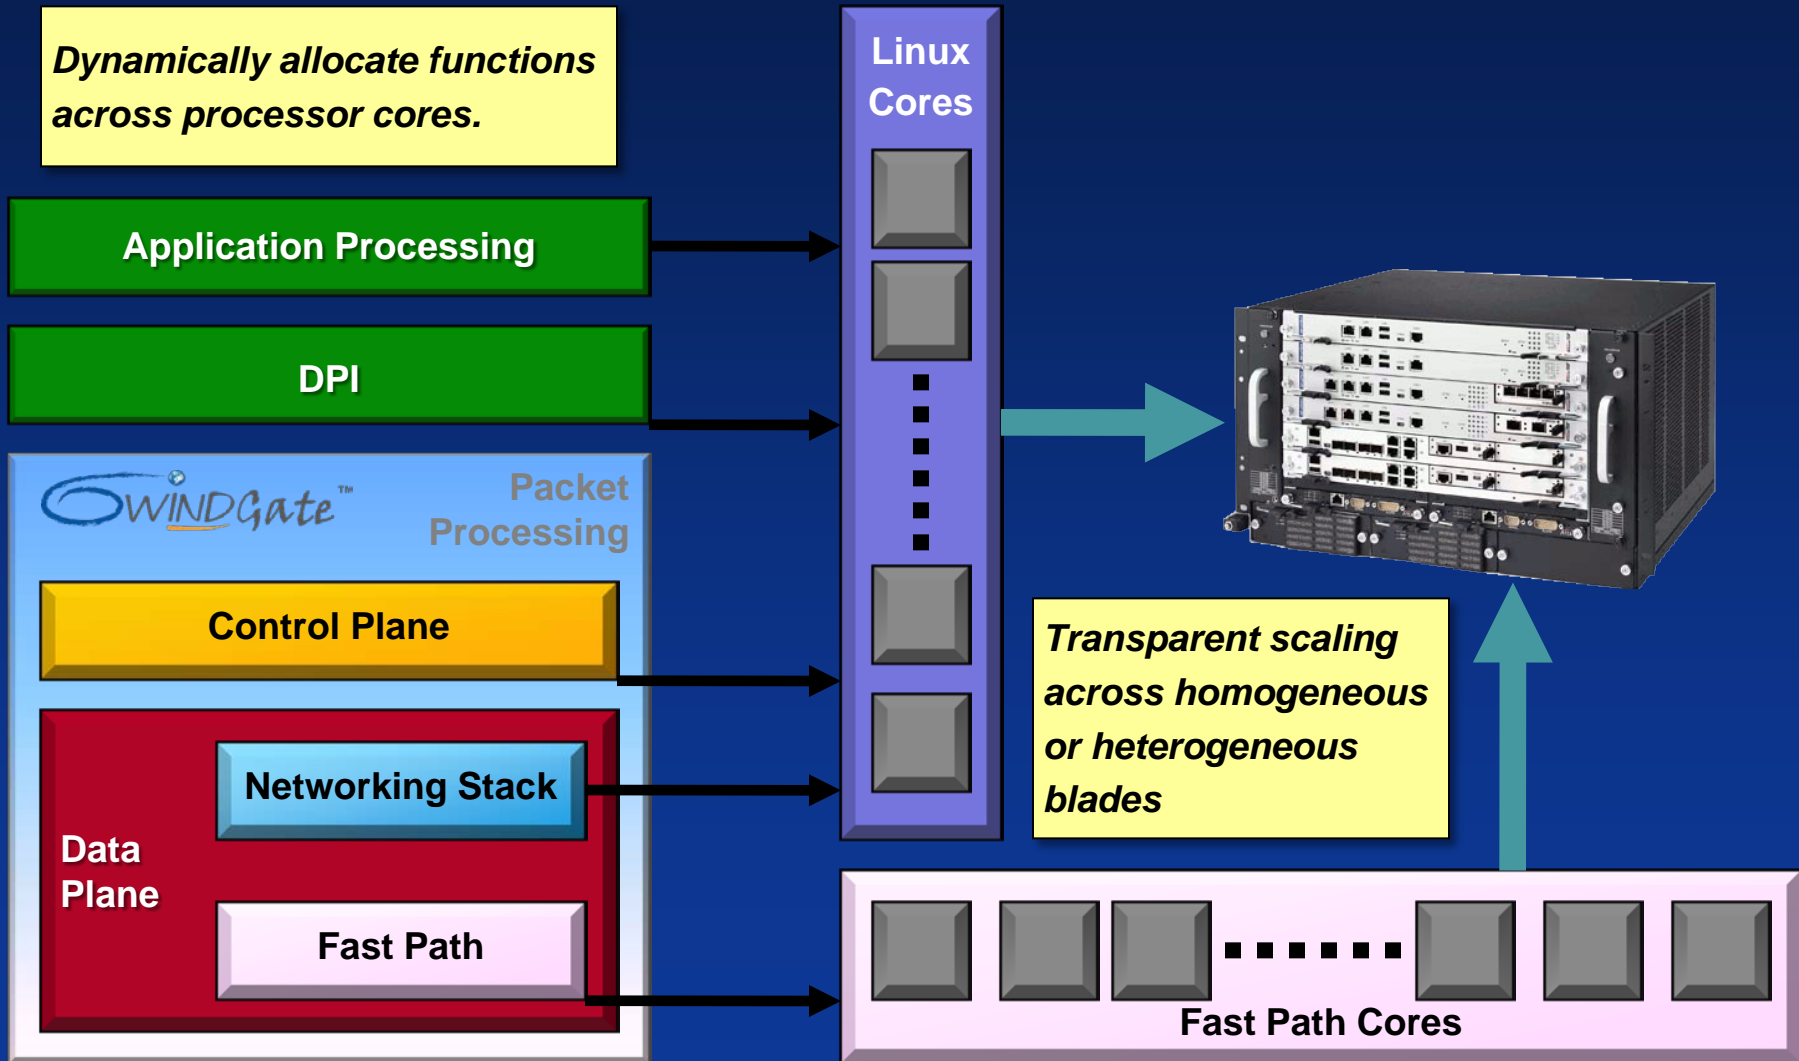 Dynamically allocate functions
across processor cores.
Linux
Cores
Application Processing
DPI
6WINDGate™
Packet
Processing
Control Plane
Networking Stack
Data
Plane
Fast Path
Transparent scaling
across homogeneous
or heterogeneous
blades
Fast Path Cores